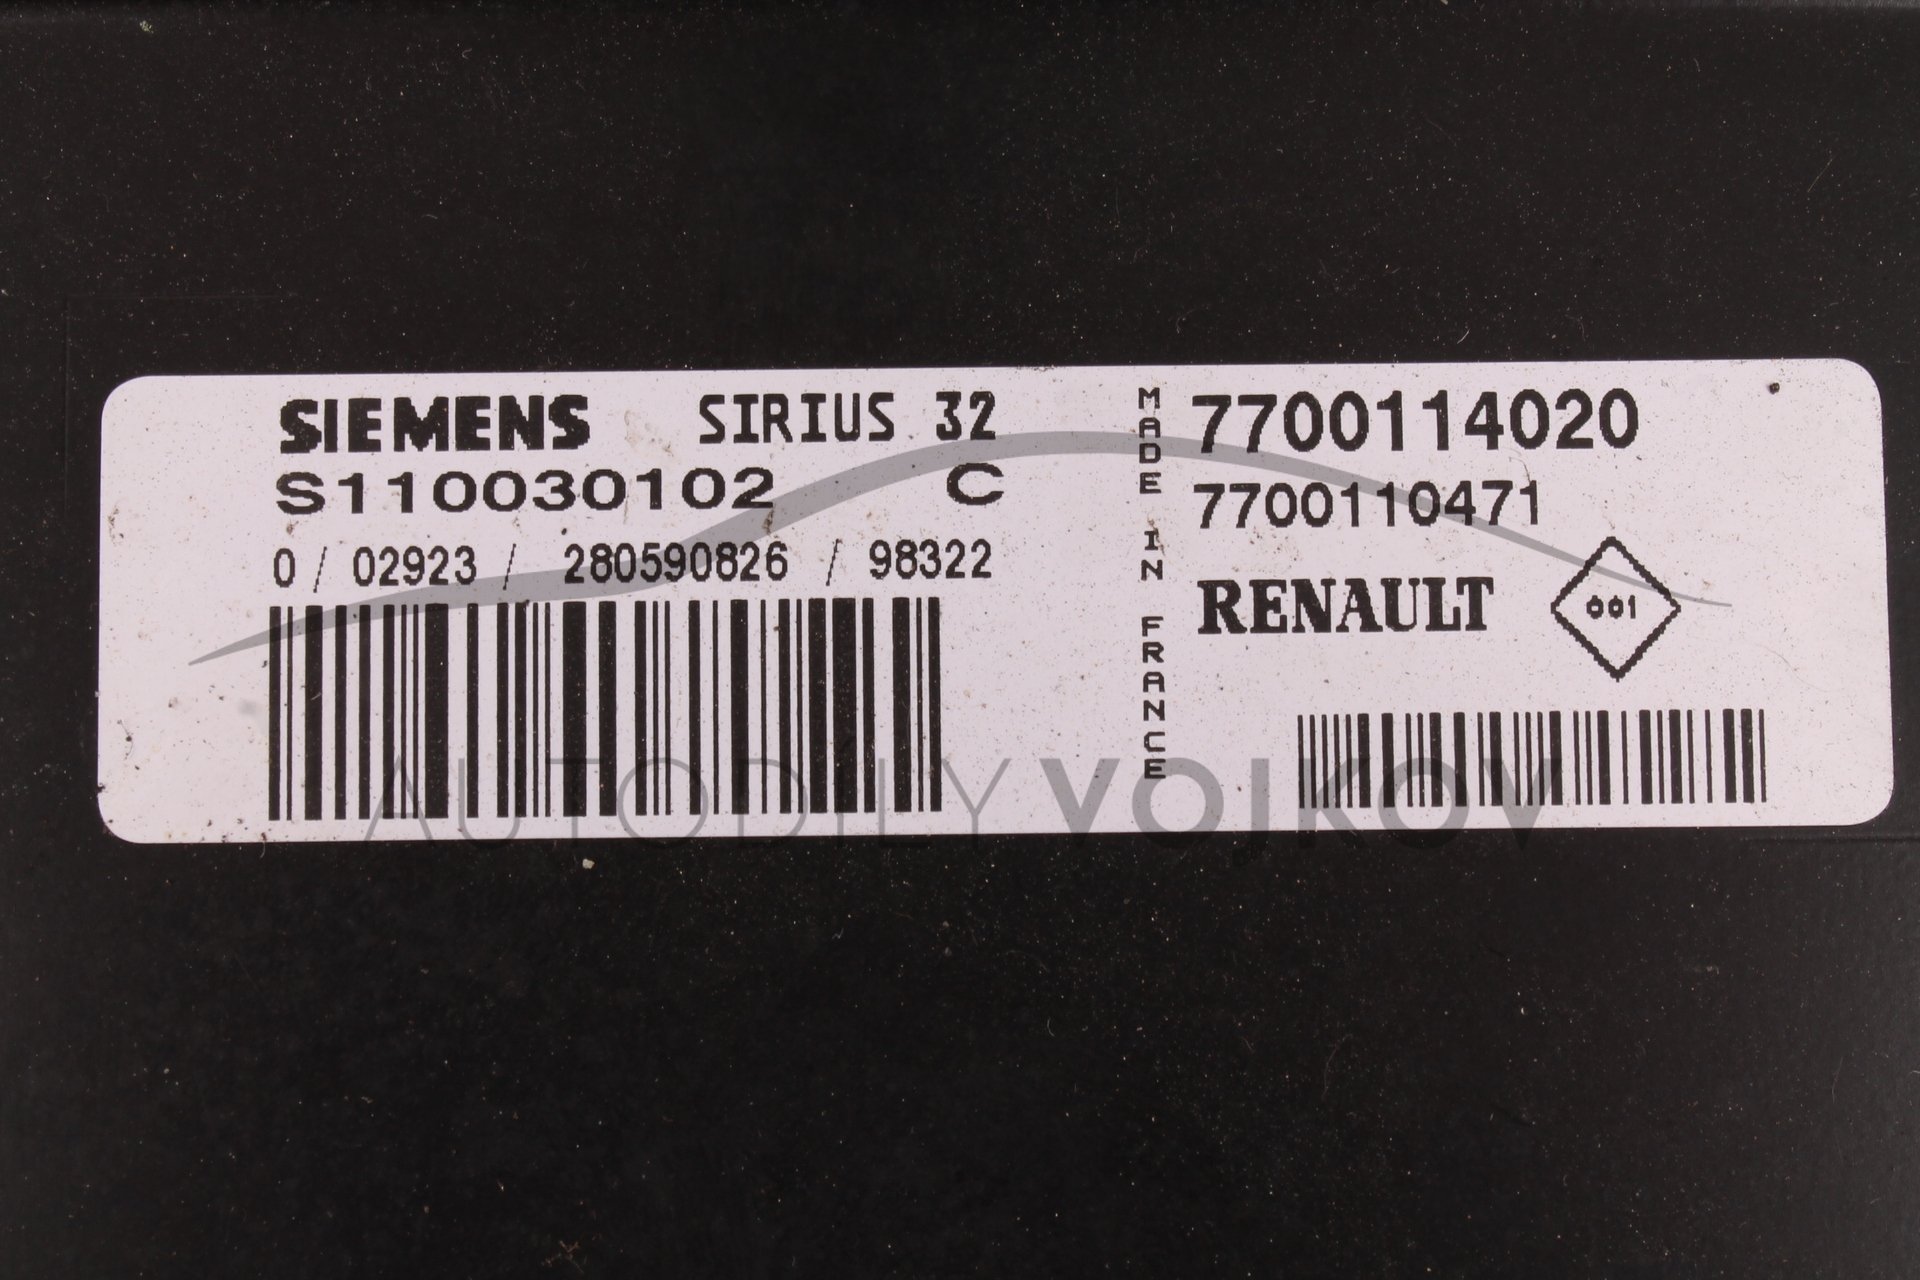 SIEMENS SIRIUS 32
S110030102 C
0 / 02923 / 280590826 / 98322
MADE IN FRANCE
7700114020
7700110471
RENAULT 001
AUTODILY VOJKOV